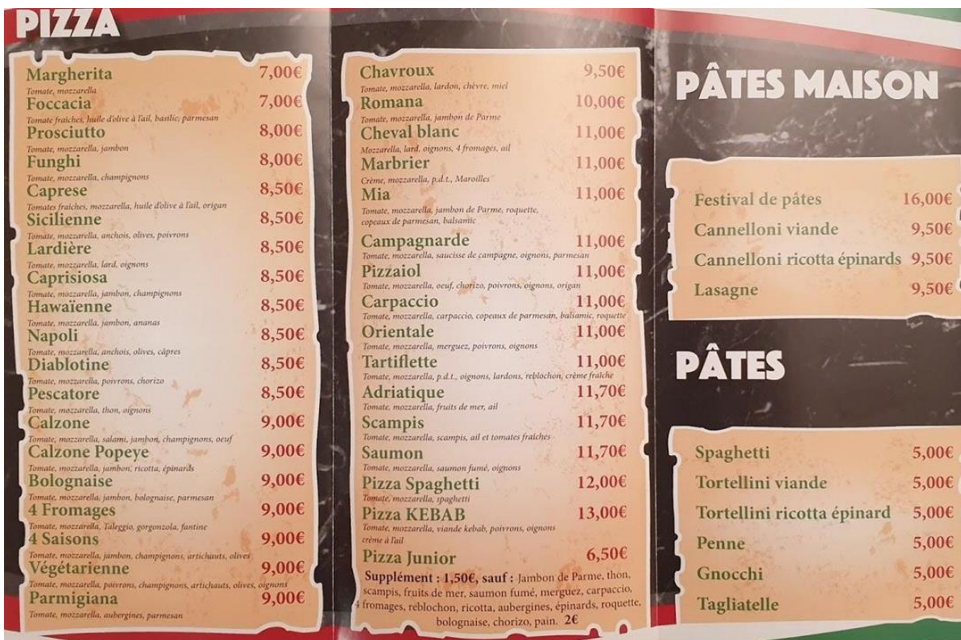 PIZZA
Margherita 7,00€
Tomate, mozzarella
Foccacia 7,00€
Tomate fraîches, huile d'olive à l'ail, basilic, parmesan
Prosciutto 8,00€
Tomate, mozzarella, jambon
Funghi 8,00€
Tomate, mozzarella, champignons
Caprese 8,50€
Tomates fraîches, mozzarella, huile d'olive à l'ail, origan
Sicilienne 8,50€
Tomate, mozzarella, anchois, olives, poivrons
Lardière 8,50€
Tomate, mozzarella, lard, oignons
Caprisiosa 8,50€
Tomate, mozzarella, jambon, champignons
Hawaïenne 8,50€
Tomate, mozzarella, jambon, ananas
Napoli 8,50€
Tomate, mozzarella, anchois, olives, câpres
Diablotine 8,50€
Tomate, mozzarella, poivrons, chorizo
Pescatore 8,50€
Tomate, mozzarella, thon, oignons
Calzone 9,00€
Tomate, mozzarella, salami, jambon, champignons, oeuf
Calzone Popeye 9,00€
Tomate, mozzarella, jambon, ricotta, épinards
Bolognaise 9,00€
Tomate, mozzarella, jambon, bolognaise, parmesan
4 Fromages 9,00€
Tomate, mozzarella, Taleggio, gorgonzola, fantine
4 Saisons 9,00€
Tomate, mozzarella, jambon, champignons, artichauts, olives
Végétarienne 9,00€
Tomate, mozzarella, poivrons, champignons, artichauts, olives, oignons
Parmigiana 9,00€
Tomate, mozzarella, aubergines, parmesan
Chavroux 9,50€
Tomate, mozzarella, lardon, chèvre, miel
Romana 10,00€
Tomate, mozzarella, jambon de Parme
Cheval blanc 11,00€
Mozzarella, lard, oignons, 4 fromages, ail
Marbrier 11,00€
Crème, mozzarella, p.d.t., Maroilles
Mia 11,00€
Tomate, mozzarella, jambon de Parme, roquette,
copeaux de parmesan, balsamic
Campagnarde 11,00€
Tomate, mozzarella, saucisse de campagne, oignons, parmesan
Pizzaiol 11,00€
Tomate, mozzarella, oeuf, chorizo, poivrons, oignons, origan
Carpaccio 11,00€
Tomate, mozzarella, carpaccio, copeaux de parmesan, balsamic, roquette
Orientale 11,00€
Tomate, mozzarella, merguez, poivrons, oignons
Tartiflette 11,00€
Tomate, mozzarella, p.d.t., oignons, lardons, reblochon, crème fraîche
Adriatique 11,70€
Tomate, mozzarella, fruits de mer, ail
Scampis 11,70€
Tomate, mozzarella, scampis, ail et tomates fraîches
Saumon 11,70€
Tomate, mozzarella, saumon fumé, oignons
Pizza Spaghetti 12,00€
Tomate, mozzarella, spaghetti
Pizza KEBAB 13,00€
Tomate, mozzarella, viande kebab, poivrons, oignons
crème à l'ail
Pizza Junior 6,50€
Supplément : 1,50€, sauf : Jambon de Parme, thon,
scampis, fruits de mer, saumon fumé, merguez, carpaccio,
4 fromages, reblochon, ricotta, aubergines, épinards, roquette,
bolognaise, chorizo, pain. 2€
PÂTES MAISON
Festival de pâtes 16,00€
Cannelloni viande 9,50€
Cannelloni ricotta épinards 9,50€
Lasagne 9,50€
PÂTES
Spaghetti 5,00€
Tortellini viande 5,00€
Tortellini ricotta épinard 5,00€
Penne 5,00€
Gnocchi 5,00€
Tagliatelle 5,00€